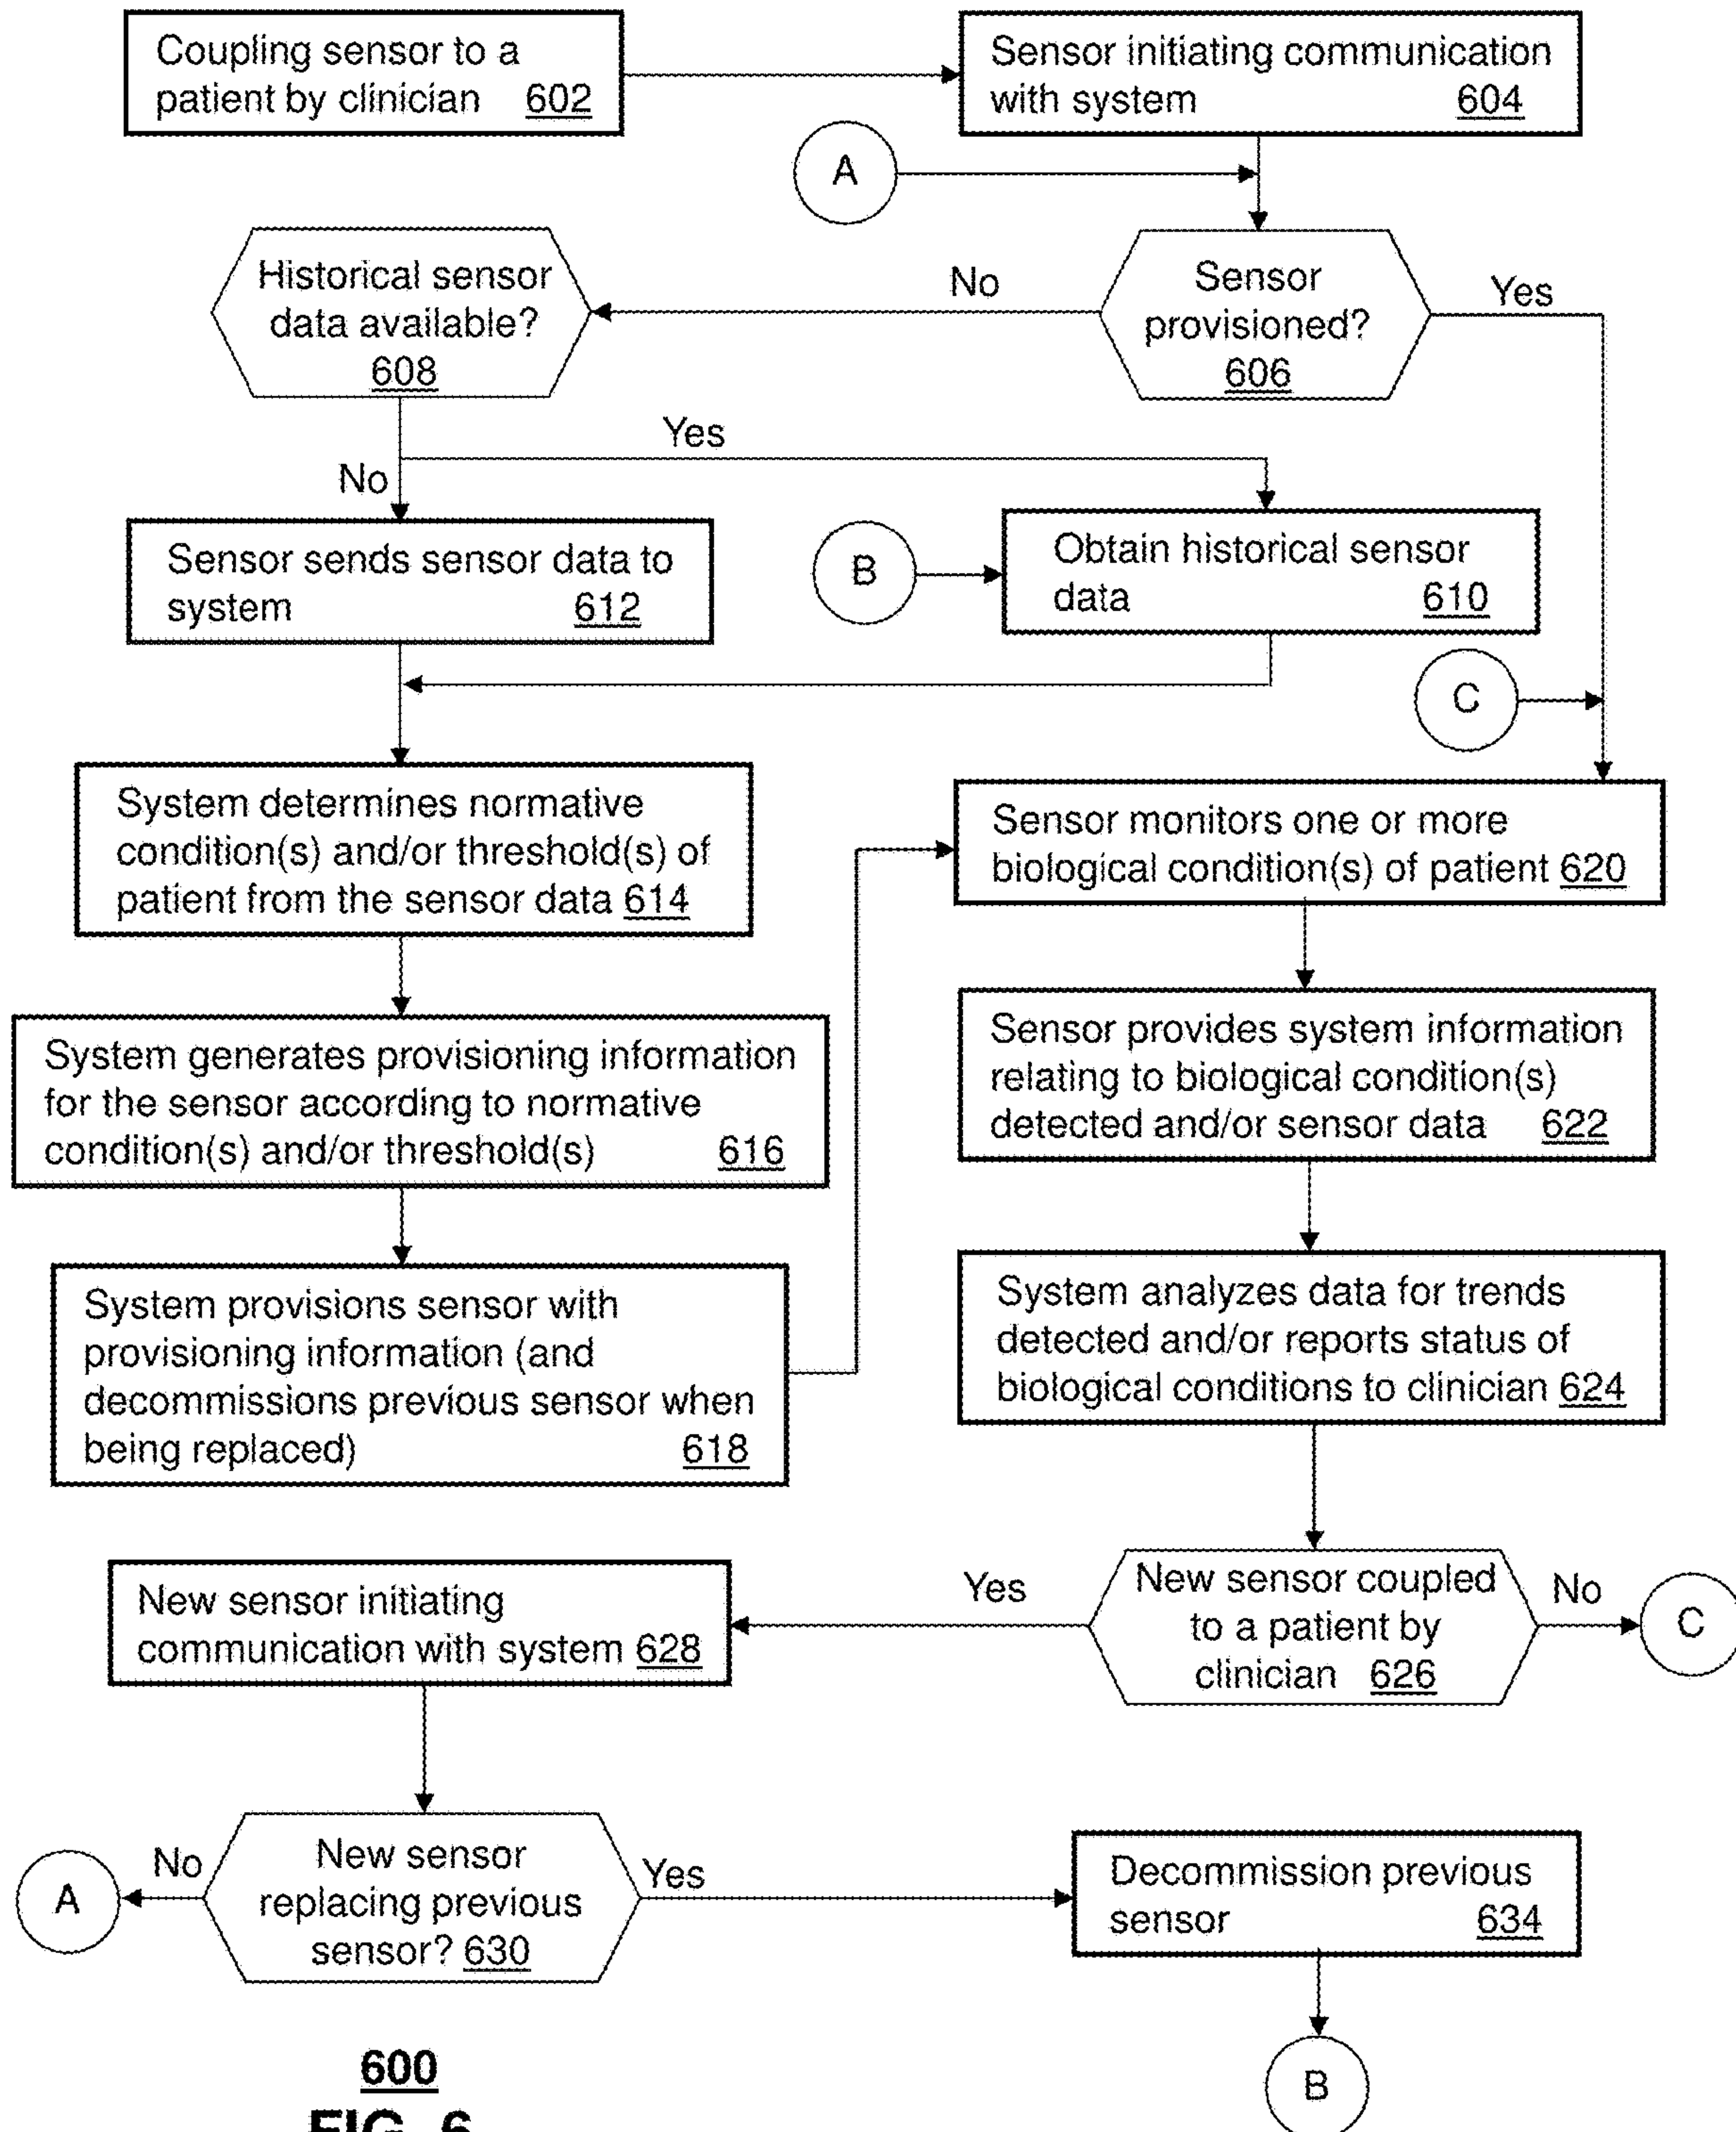 Coupling sensor to a
patient by clinician 602
Sensor initiating communication
with system 604
A
Historical sensor
data available?
608
No
Sensor
provisioned?
606
Yes
Yes
No
Sensor sends sensor data to
system 612
B
Obtain historical sensor
data 610
C
System determines normative
condition(s) and/or threshold(s) of
patient from the sensor data 614
Sensor monitors one or more
biological condition(s) of patient 620
System generates provisioning information
for the sensor according to normative
condition(s) and/or threshold(s) 616
Sensor provides system information
relating to biological condition(s)
detected and/or sensor data 622
System provisions sensor with
provisioning information (and
decommissions previous sensor when
being replaced) 618
System analyzes data for trends
detected and/or reports status of
biological conditions to clinician 624
New sensor initiating
communication with system 628
Yes
New sensor coupled
to a patient by
clinician 626
No
C
A
No
New sensor
replacing previous
sensor? 630
Yes
Decommission previous
sensor 634
B
600
FIG. 6